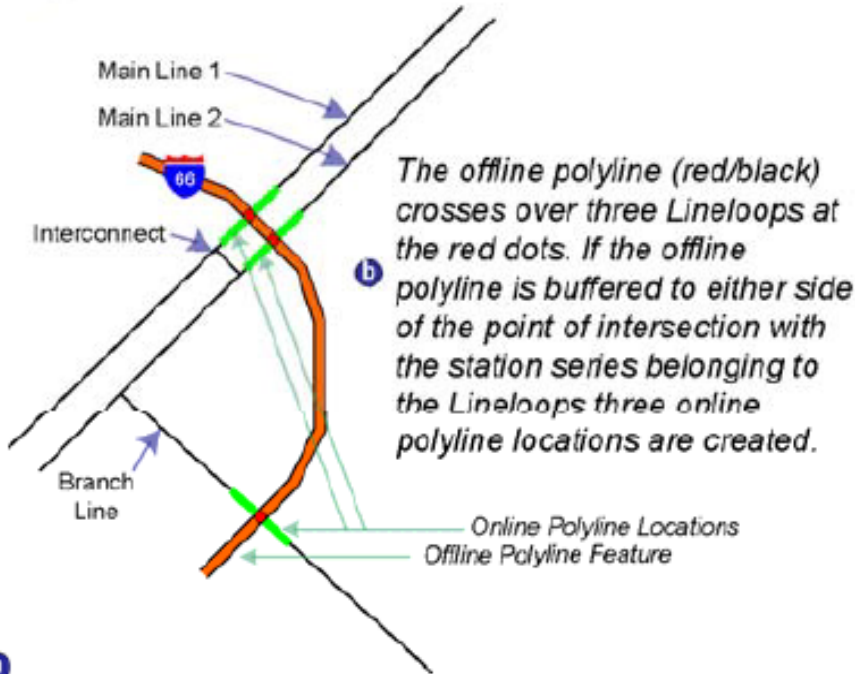 Main Line 1
Main Line 2
66
Interconnect
b
The offline polyline (red/black)
crosses over three Lineloops at
the red dots. If the offline
polyline is buffered to either side
of the point of intersection with
the station series belonging to
the Lineloops three online
polyline locations are created.
Branch
Line
Online Polyline Locations
Offline Polyline Feature